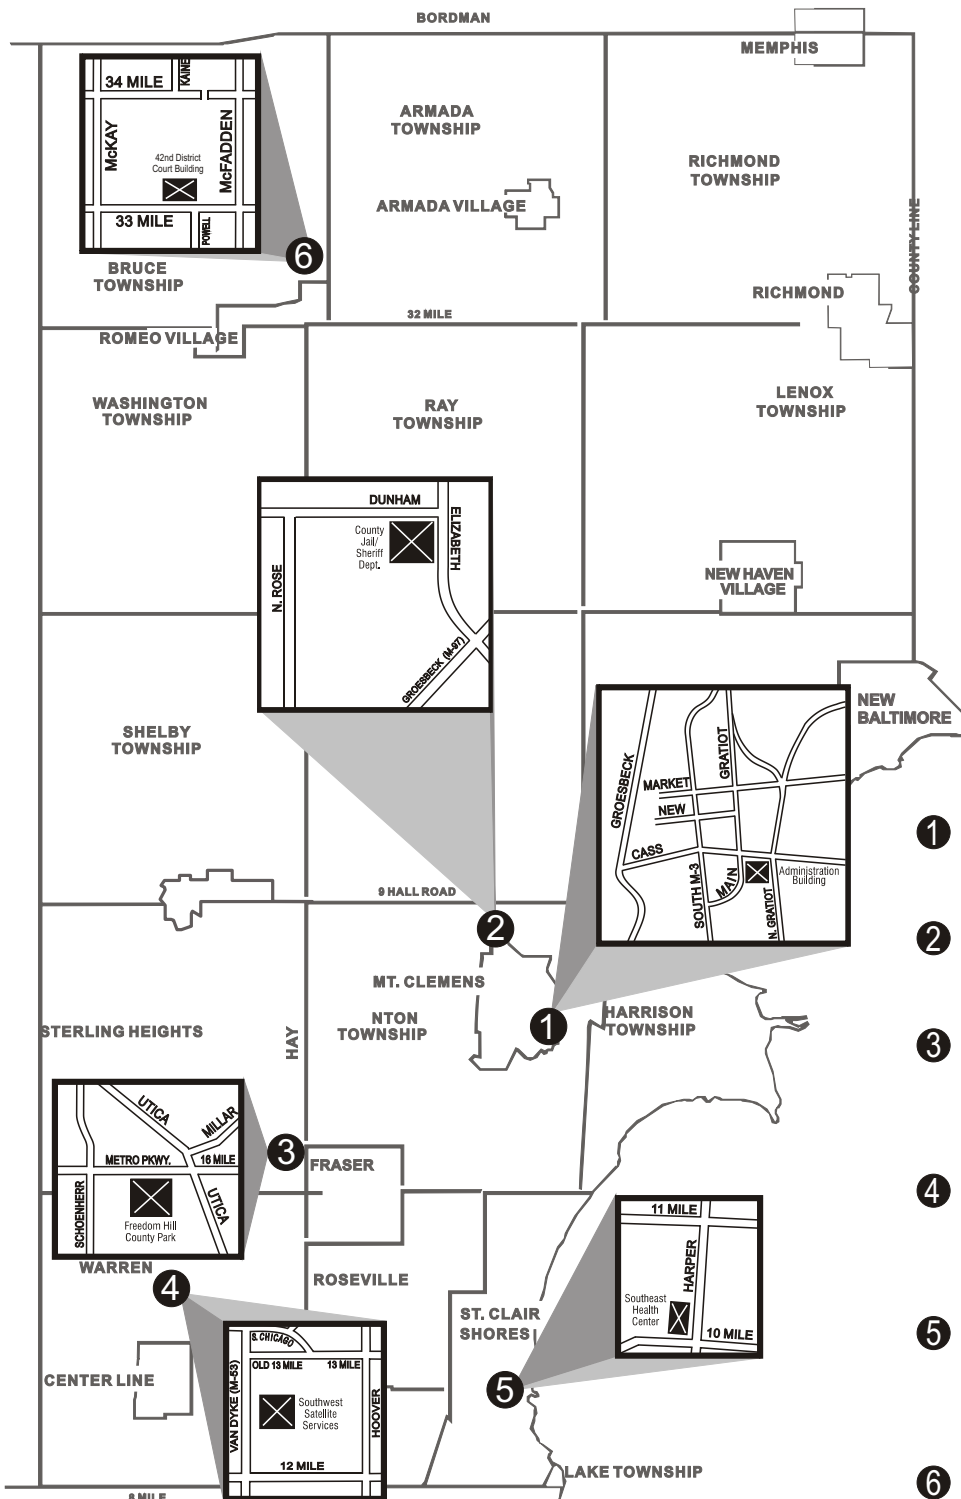 BORDMAN
MEMPHIS
34 MILE
KAINE
McKAY
McFADDEN
42nd District
Court Building
33 MILE
POWELL
6
ARMADA
TOWNSHIP
ARMADA VILLAGE
RICHMOND
TOWNSHIP
COUNTY LINE
BRUCE
TOWNSHIP
RICHMOND
32 MILE
ROMEO VILLAGE
WASHINGTON
TOWNSHIP
RAY
TOWNSHIP
LENOX
TOWNSHIP
DUNHAM
ELIZABETH
County
Jail/
Sheriff
Dept.
N. ROSE
GROESBECK (M-97)
NEW HAVEN
VILLAGE
NEW
BALTIMORE
SHELBY
TOWNSHIP
GROESBECK
GRATIOT
MARKET
NEW
CASS
SOUTH M-3
MAIN
N. GRATIOT
Administration
Building
1
9 HALL ROAD
2
2
MT. CLEMENS
NTON
TOWNSHIP
1
HARRISON
TOWNSHIP
STERLING HEIGHTS
HAY
3
UTICA
MILLAR
METRO PKWY.
16 MILE
SCHOENHERR
UTICA
Freedom Hill
County Park
3
FRASER
4
WARREN
4
ROSEVILLE
11 MILE
HARPER
Southeast
Health
Center
10 MILE
ST. CLAIR
SHORES
5
5
CENTER LINE
S. CHICAGO
OLD 13 MILE
13 MILE
VAN DYKE (M-53)
HOOVER
Southwest
Satellite
Services
12 MILE
LAKE TOWNSHIP
6
8 MILE